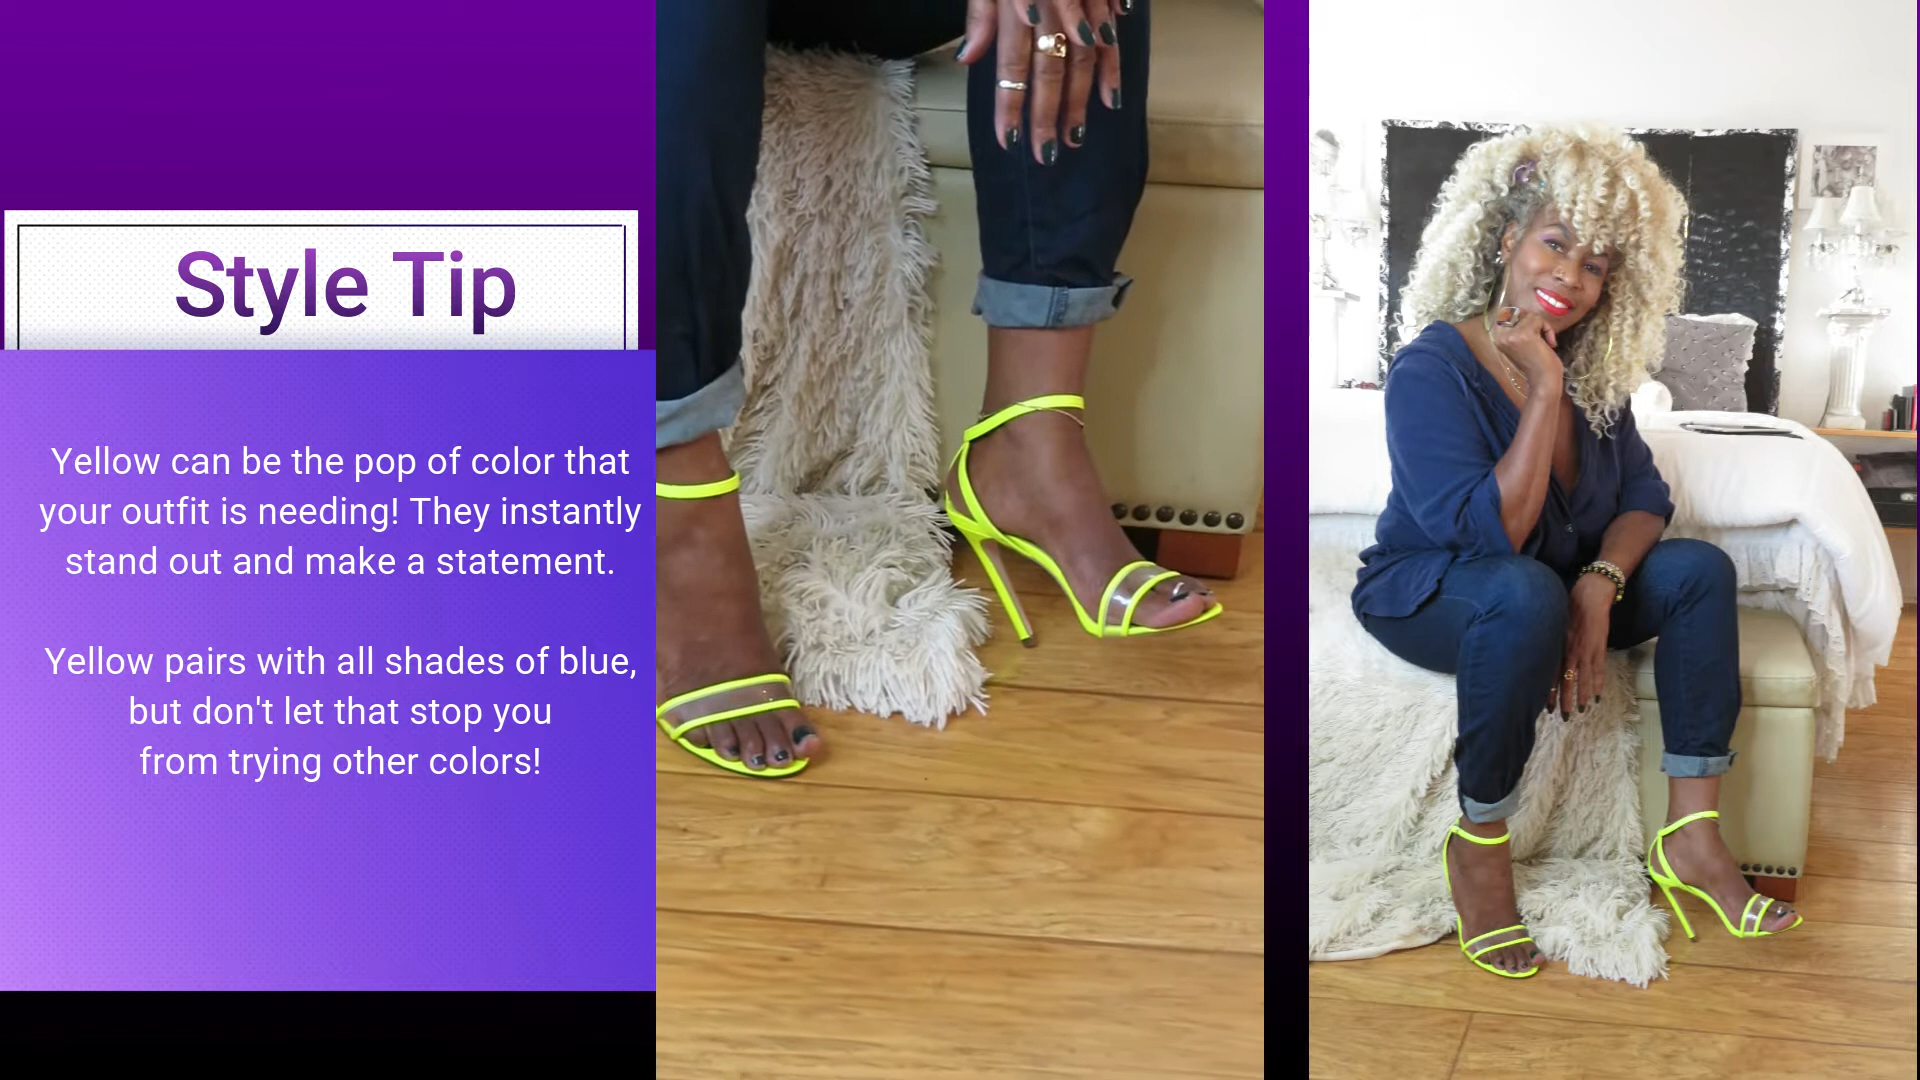 Style Tip
Yellow can be the pop of color that
your outfit is needing! They instantly
stand out and make a statement.
Yellow pairs with all shades of blue,
but don't let that stop you
from trying other colors!